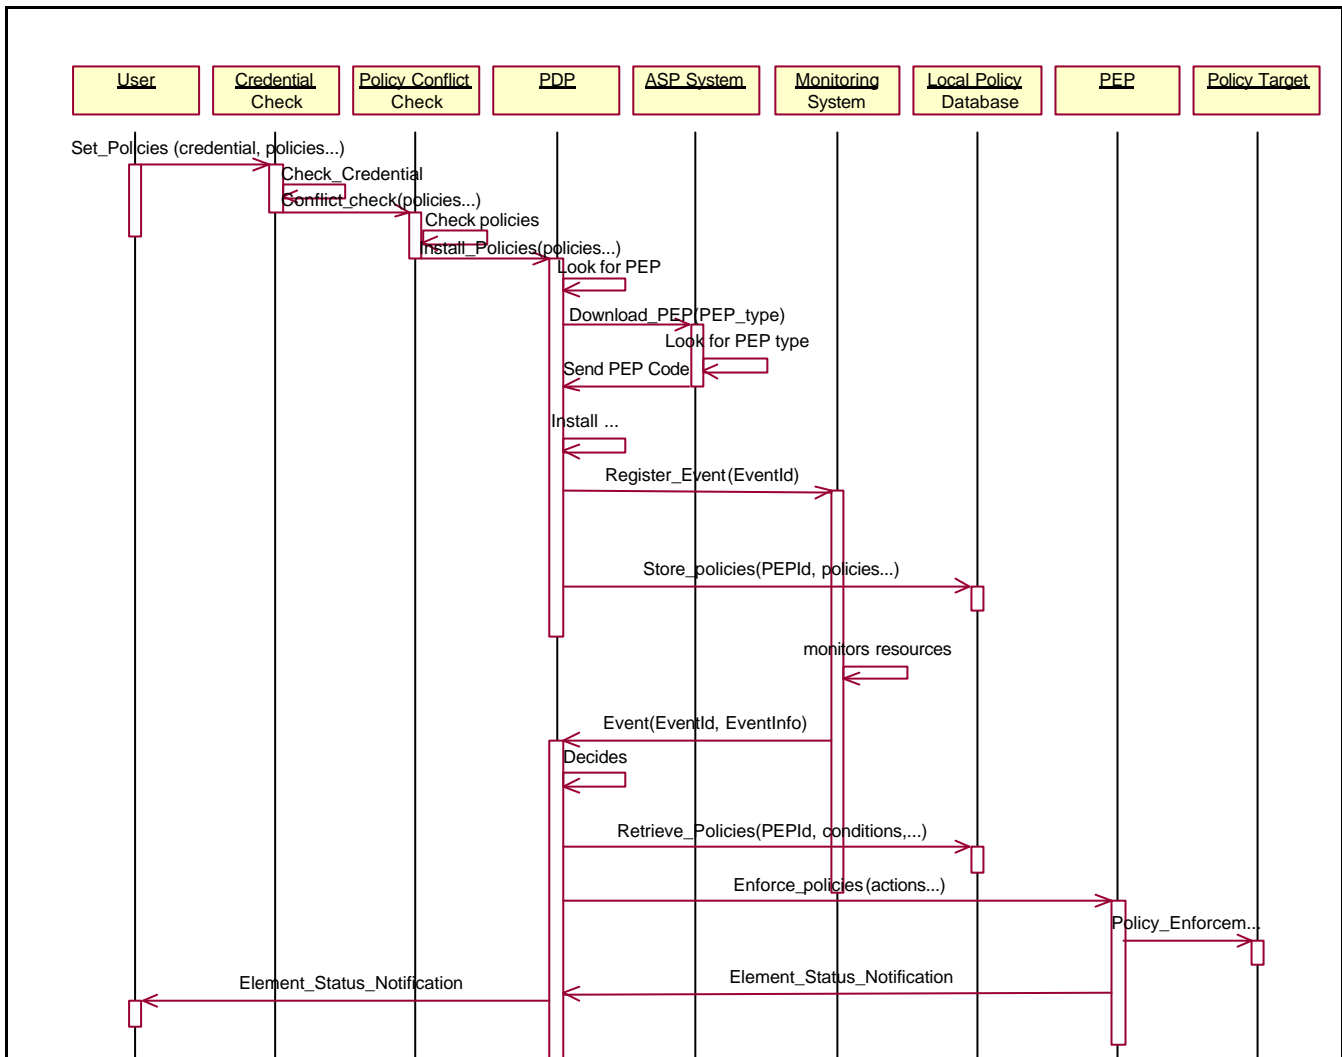 User
Credential
Check
Policy Conflict
Check
PDP
ASP System
Monitoring
System
Local Policy
Database
PEP
Policy Target
Set_Policies (credential, policies...)
Check_Credential
Conflict_check(policies...)
Check policies
Install_Policies(policies...)
Look for PEP
Download_PEP(PEP_type)
Look for PEP type
Send PEP Code
Install ...
Register_Event(EventId)
Store_policies(PEPId, policies...)
monitors resources
Event(EventId, EventInfo)
Decides
Retrieve_Policies(PEPId, conditions,...)
Enforce_policies(actions...)
Policy_Enforcem...
Element_Status_Notification
Element_Status_Notification